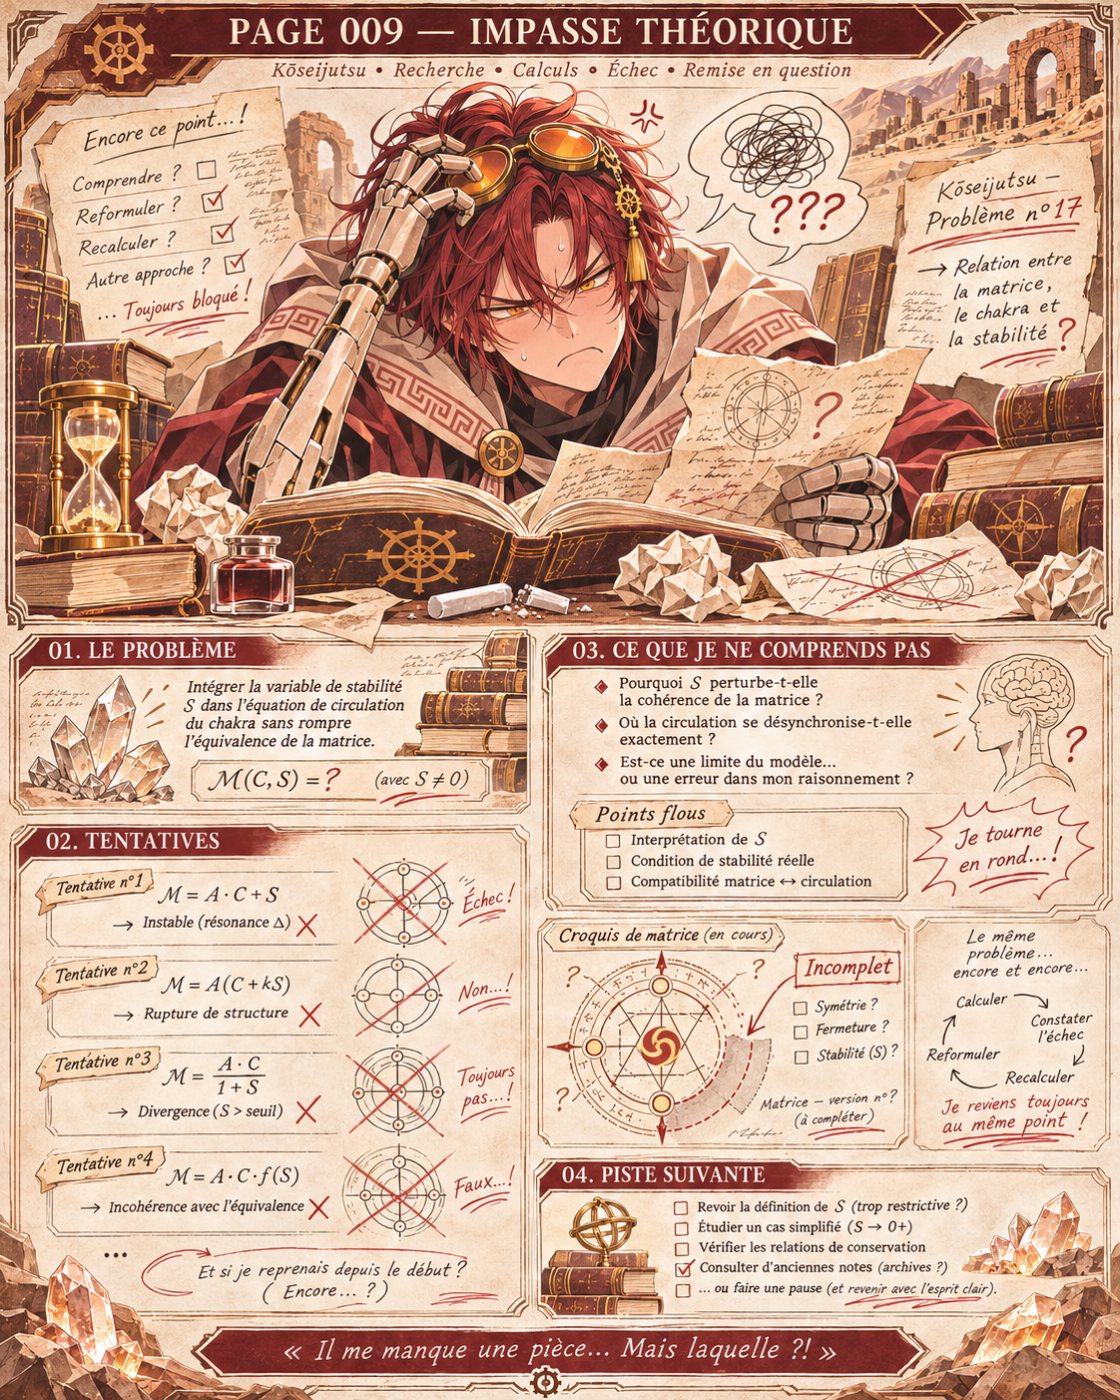 PAGE 009 — IMPASSE THÉORIQUE
Kōseijutsu • Recherche • Calculs • Échec • Remise en question
Encore ce point...!
Comprendre ?
Reformuler ?
Recalculer ?
Autre approche ?
... Toujours bloqué !
???
Kōseijutsu –
Problème n°17
→ Relation entre
la matrice,
le chakra et
la stabilité ?
?
01. LE PROBLÈME
Intégrer la variable de stabilité
S dans l'équation de circulation
du chakra sans rompre
l'équivalence de la matrice.
M(C, S) = ? (avec S ≠ 0)
02. TENTATIVES
Tentative n°1
M = A · C + S
→ Instable (résonance Δ)
Échec !
Tentative n°2
M = A(C + kS)
→ Rupture de structure
Non...!
Tentative n°3
M = A · C / 1 + S
→ Divergence (S > seuil)
Toujours
pas...!
Tentative n°4
M = A · C · f(S)
→ Incohérence avec l'équivalence
Faux...!
...
Et si je reprenais depuis le début ?
( Encore... ? )
03. CE QUE JE NE COMPRENDS PAS
Pourquoi S perturbe-t-elle
la cohérence de la matrice ?
Où la circulation se désynchronise-t-elle
exactement ?
Est-ce une limite du modèle...
ou une erreur dans mon raisonnement ?
?
Points flous
Interprétation de S
Condition de stabilité réelle
Compatibilité matrice ↔ circulation
Je tourne
en rond...!
Croquis de matrice (en cours)
?
?
?
Incomplet
Symétrie ?
Fermeture ?
Stabilité (S) ?
Matrice – version n°?
(à compléter)
Le même
problème...
encore et encore...
Calculer
Constater
l'échec
Recalculer
Reformuler
Je reviens toujours
au même point !
04. PISTE SUIVANTE
Revoir la définition de S (trop restrictive ?)
Étudier un cas simplifié (S → 0+)
Vérifier les relations de conservation
Consulter d'anciennes notes (archives ?)
... ou faire une pause (et revenir avec l'esprit clair).
« Il me manque une pièce... Mais laquelle ?! »